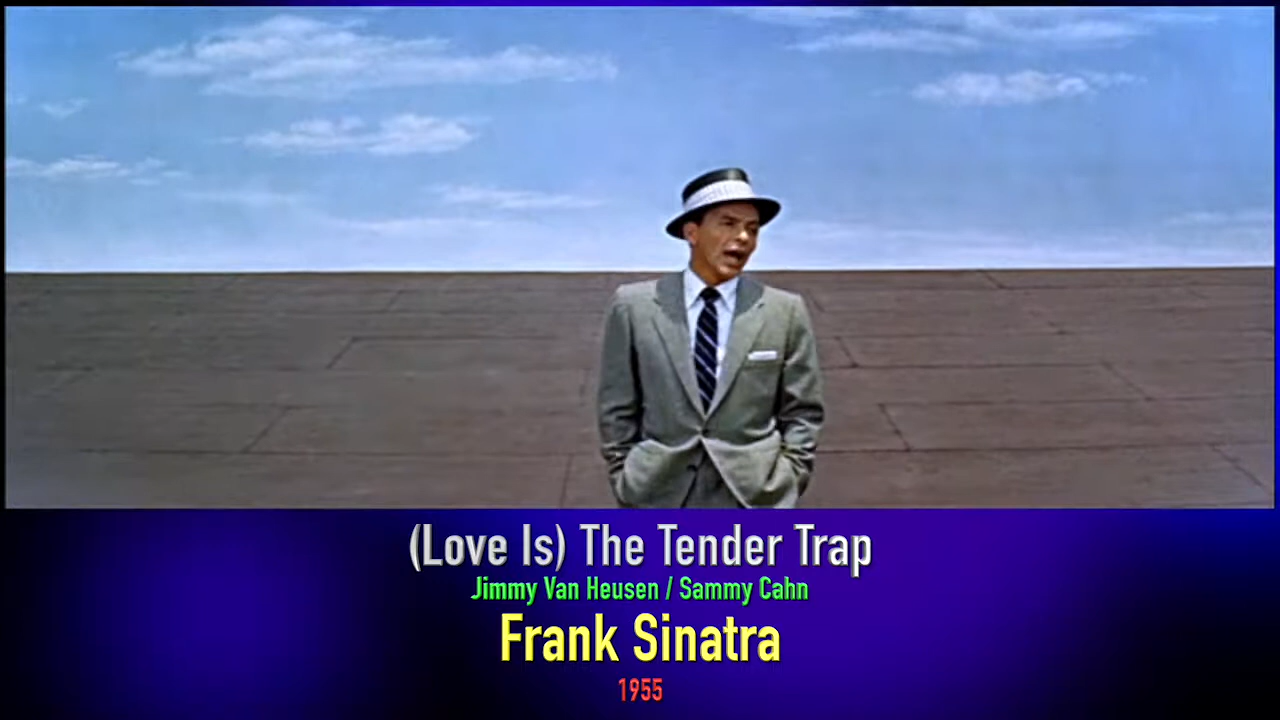 (Love Is) The Tender Trap
Jimmy Van Heusen / Sammy Cahn
Frank Sinatra
1955